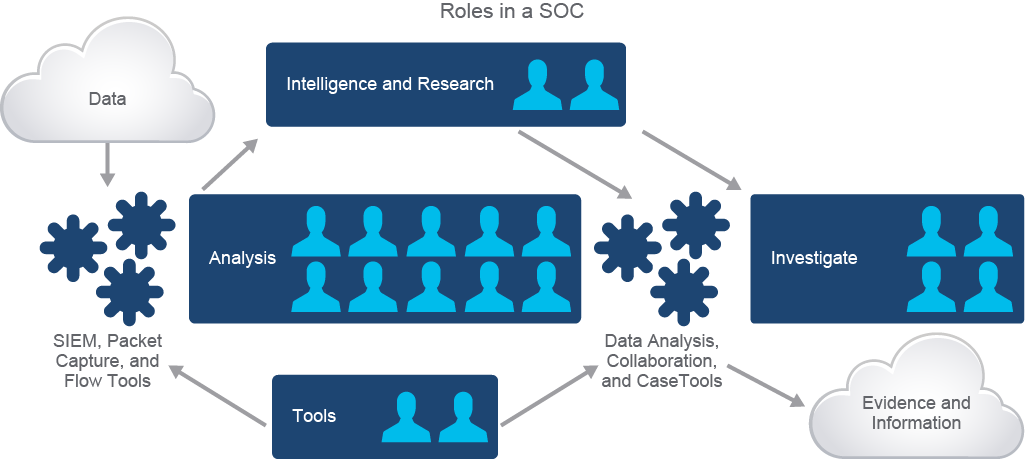 Roles in a SOC
Data
Intelligence and Research
Analysis
Investigate
SIEM, Packet
Capture, and
Flow Tools
Data Analysis,
Collaboration,
and CaseTools
Tools
Evidence and
Information